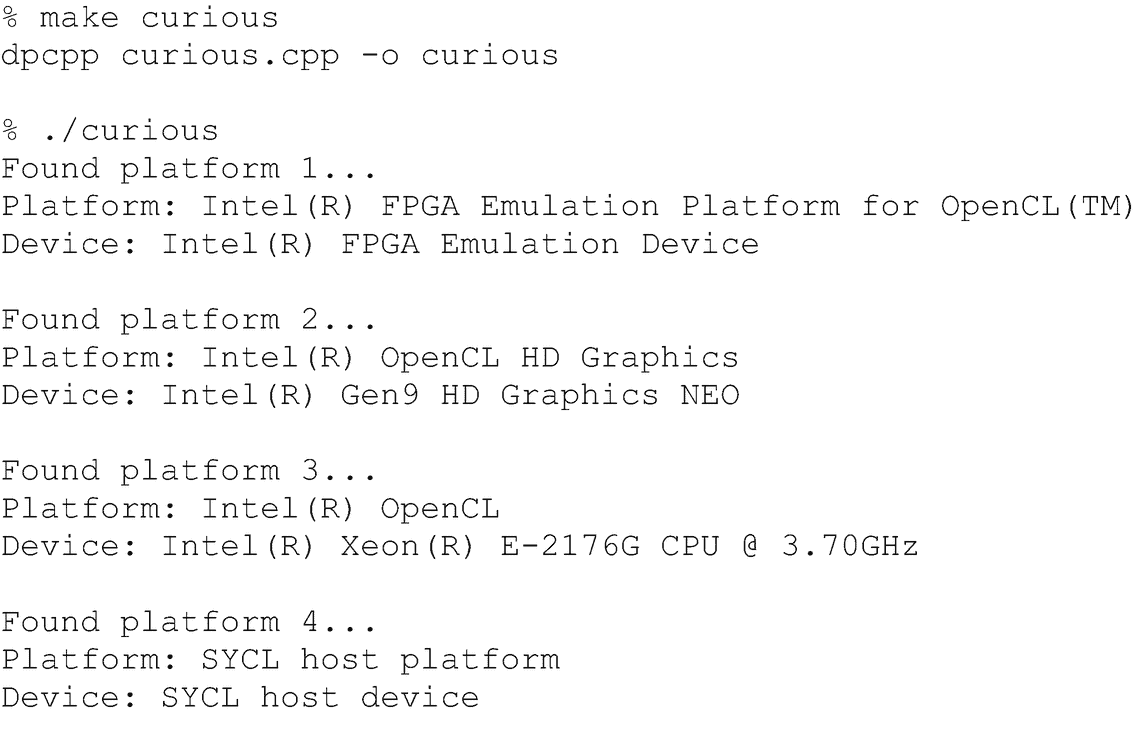 % make curious
dpcpp curious.cpp -o curious
% ./curious
Found platform 1...
Platform: Intel(R) FPGA Emulation Platform for OpenCL(TM)
Device: Intel(R) FPGA Emulation Device
Found platform 2...
Platform: Intel(R) OpenCL HD Graphics
Device: Intel(R) Gen9 HD Graphics NEO
Found platform 3...
Platform: Intel(R) OpenCL
Device: Intel(R) Xeon(R) E-2176G CPU @ 3.70GHz
Found platform 4...
Platform: SYCL host platform
Device: SYCL host device